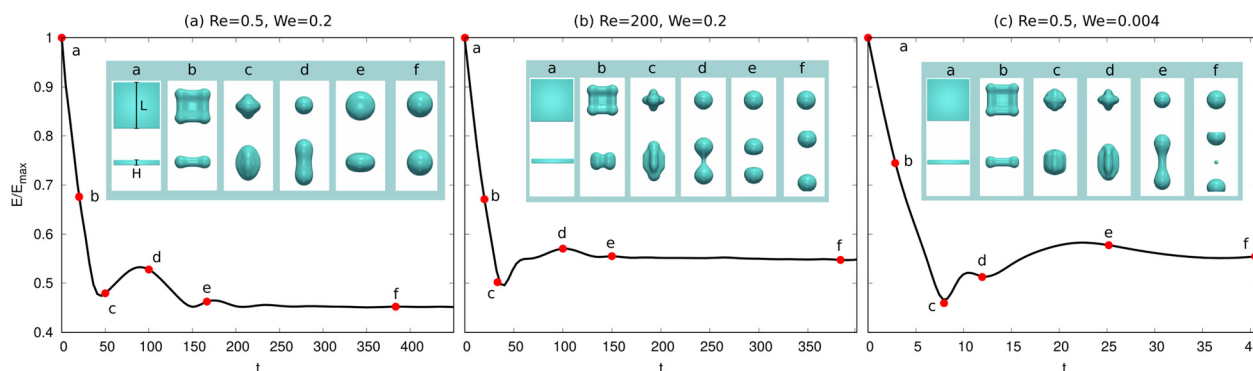 (a) Re=0.5, We=0.2
E/Emax
1
0.9
0.8
0.7
0.6
0.5
0.4
0 50 100 150 200 250 300 350 400
t
a b c d e f
L
H
a
b
c
d
e
f
(b) Re=200, We=0.2
0 50 100 150 200 250 300 350
t
a b c d e f
a
b
c
d
e
f
(c) Re=0.5, We=0.004
0 5 10 15 20 25 30 35
t
a b c d e f
a
b
c
d
e
f